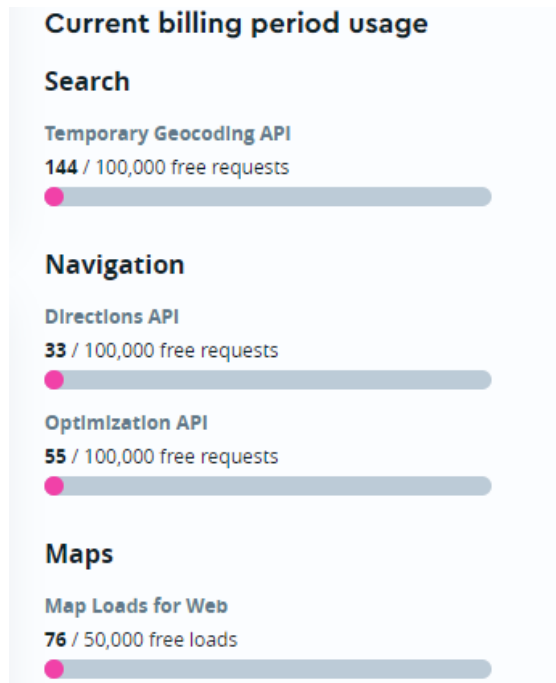 Current billing period usage
Search
Temporary Geocoding API
144 / 100,000 free requests
Navigation
Directions API
33 / 100,000 free requests
Optimization API
55 / 100,000 free requests
Maps
Map Loads for Web
76 / 50,000 free loads